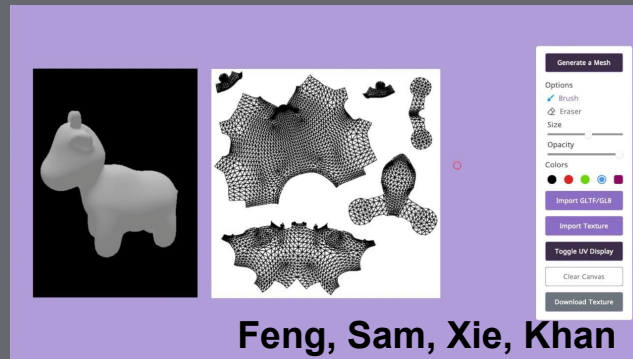 Generate a Mesh
Options
Brush
Eraser
Size
Opacity
Colors
Import GLTF/GLB
Import Texture
Toggle UV Display
Clear Canvas
Download Texture
Feng, Sam, Xie, Khan